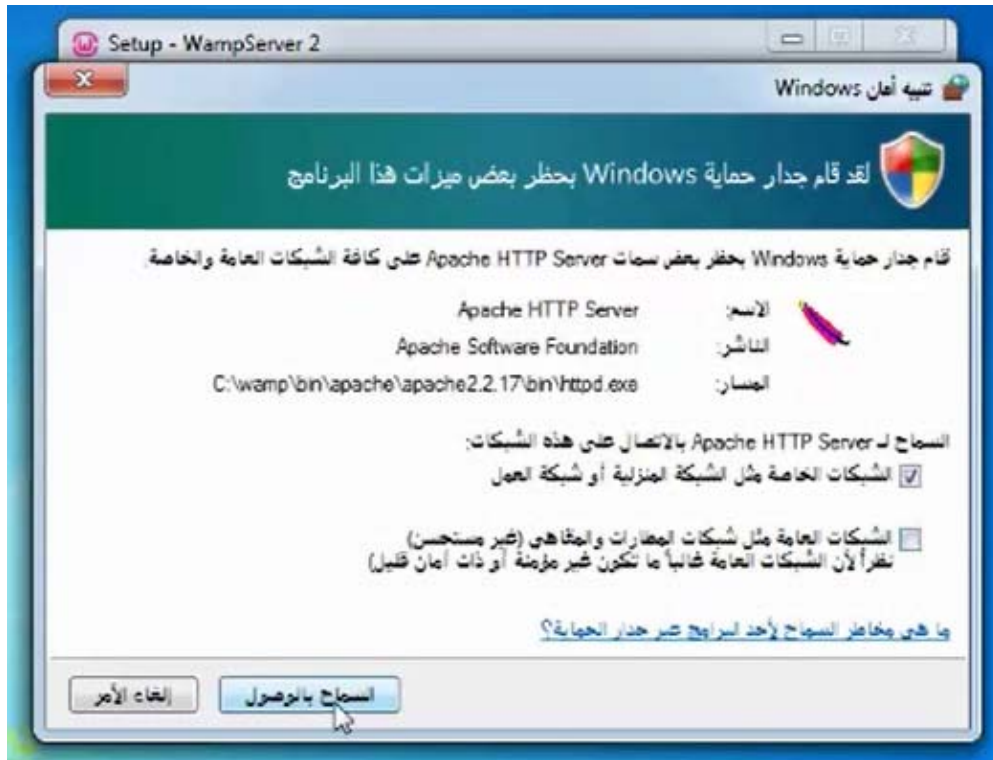 Setup - WampServer 2
تنبيه أمان Windows
لقد قام جدار حماية Windows بحظر بعض ميزات هذا البرنامج
قام جدار حماية Windows بحظر بعض سمات Apache HTTP Server على كافة الشبكات العامة والخاصة.
الاسم: Apache HTTP Server
الناشر: Apache Software Foundation
المسار: C:\wamp\bin\apache\apache2.2.17\bin\httpd.exe
السماح لـ Apache HTTP Server بالاتصال على هذه الشبكات:
الشبكات الخاصة مثل الشبكة المنزلية أو شبكة العمل
الشبكات العامة مثل شبكات المطارات والمقاهي (غير مستحسن)
نظراً لأن الشبكات العامة غالباً ما تكون غير مؤمنة أو ذات أمان قليل)
ما هي مخاطر السماح لأحد البرامج عبر جدار الحماية؟
السماح بالوصول
إلغاء الأمر